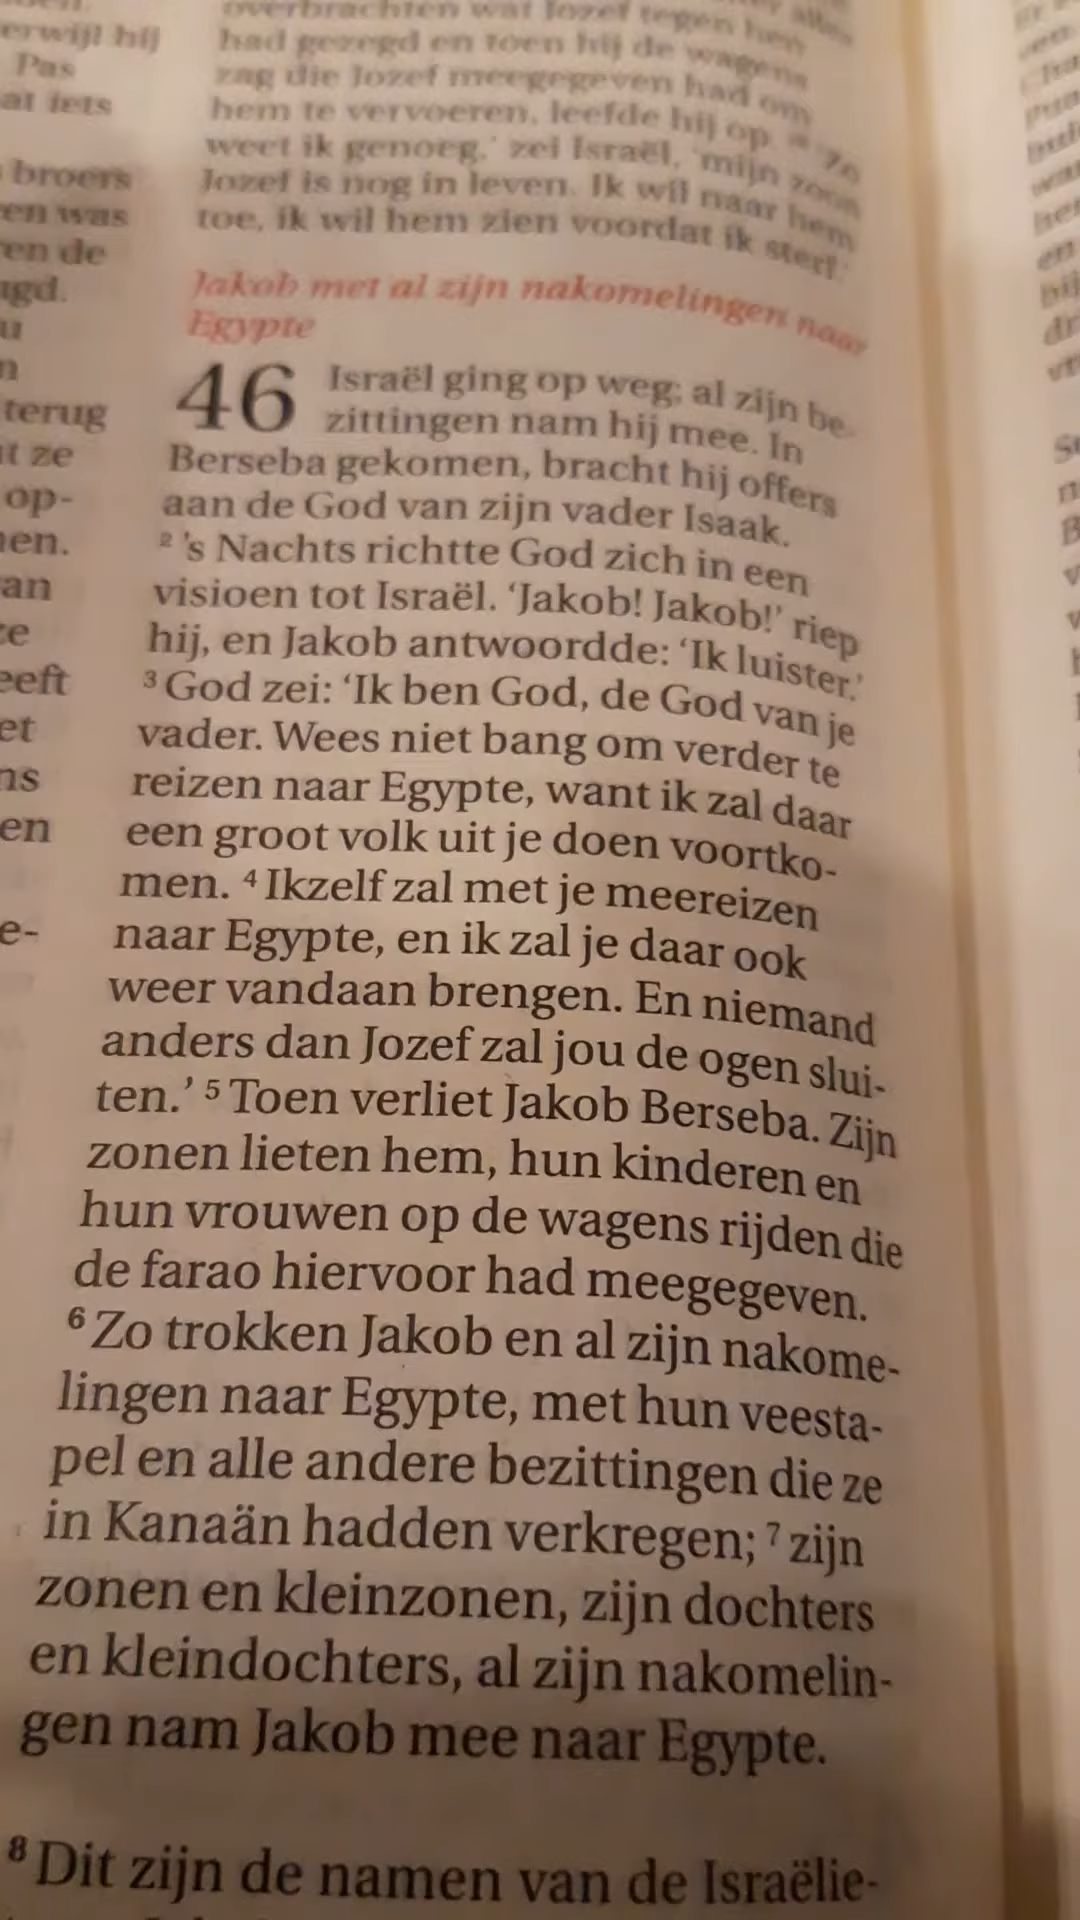 overbrachten wat Jozef tegen hen
had gezegd en toen hij de wagens
zag die Jozef meegegeven had om
hem te vervoeren, leefde hij op. 28 'Zo
weet ik genoeg,' zei Israël, 'mijn zoon
Jozef is nog in leven. Ik wil naar hem
toe, ik wil hem zien voordat ik sterf.'
Jakob met al zijn nakomelingen naar
Egypte
46 Israël ging op weg; al zijn be-
zittingen nam hij mee. In
Berseba gekomen, bracht hij offers
aan de God van zijn vader Isaak.
2 's Nachts richtte God zich in een
visioen tot Israël. 'Jakob! Jakob!' riep
hij, en Jakob antwoordde: 'Ik luister.'
3 God zei: 'Ik ben God, de God van je
vader. Wees niet bang om verder te
reizen naar Egypte, want ik zal daar
een groot volk uit je doen voortko-
men. 4 Ikzelf zal met je meereizen
naar Egypte, en ik zal je daar ook
weer vandaan brengen. En niemand
anders dan Jozef zal jou de ogen slui-
ten.' 5 Toen verliet Jakob Berseba. Zijn
zonen lieten hem, hun kinderen en
hun vrouwen op de wagens rijden die
de farao hiervoor had meegegeven.
6 Zo trokken Jakob en al zijn nakome-
lingen naar Egypte, met hun veesta-
pel en alle andere bezittingen die ze
in Kanaän hadden verkregen; 7 zijn
zonen en kleinzonen, zijn dochters
en kleindochters, al zijn nakomelin-
gen nam Jakob mee naar Egypte.
8 Dit zijn de namen van de Israëlie-